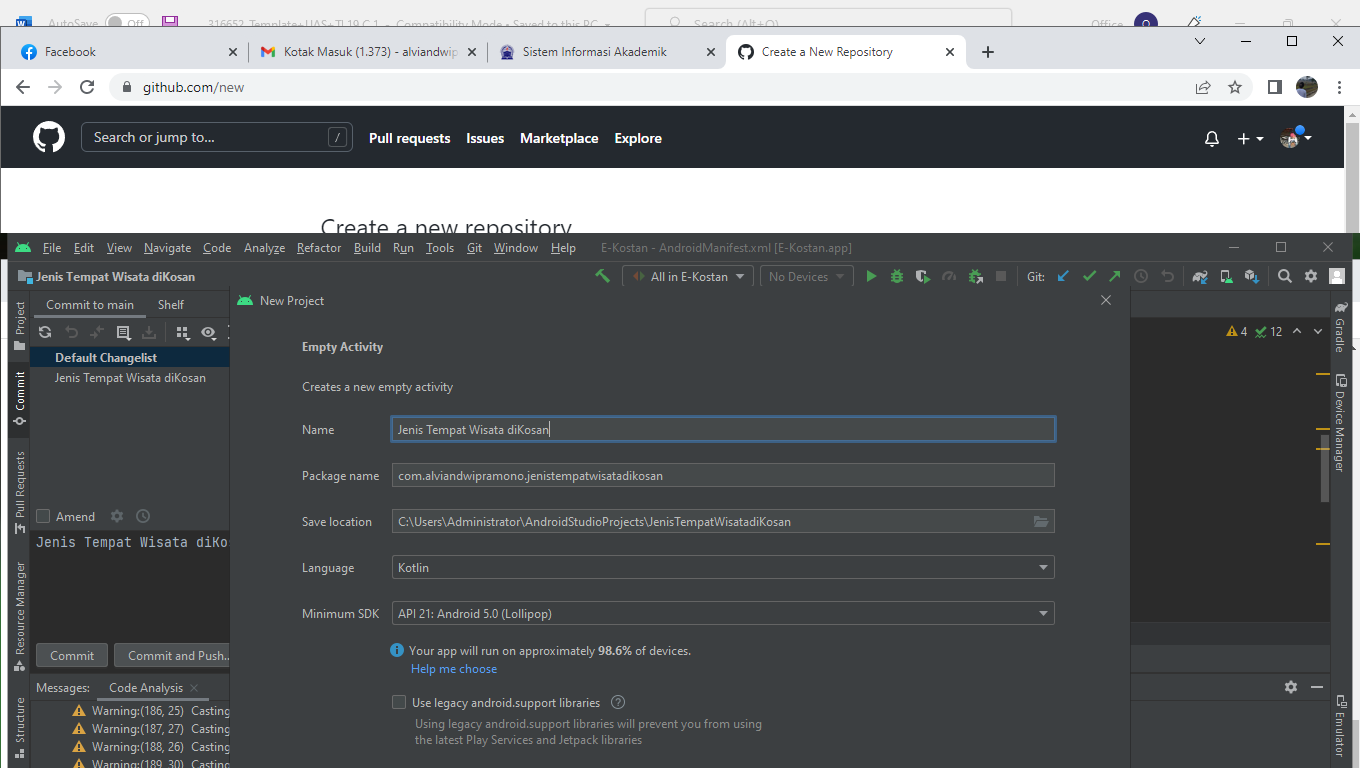 AutoSave Off 316652_Template+UAS+TI.19.C.1 - Compatibility Mode • Saved to this PC Search (Alt+Q) Office
Facebook Kotak Masuk (1.373) - alviandwip Sistem Informasi Akademik Create a New Repository
github.com/new
Search or jump to... / Pull requests Issues Marketplace Explore
Create a new repository
File Edit View Navigate Code Analyze Refactor Build Run Tools Git Window Help E-Kostan - AndroidManifest.xml [E-Kostan.app]
Jenis Tempat Wisata diKosan All in E-Kostan No Devices Git:
Commit to main Shelf
Default Changelist
Jenis Tempat Wisata diKosan
Amend
Jenis Tempat Wisata diKo
Commit Commit and Push..
Messages: Code Analysis
Warning:(186, 25) Casting
Warning:(187, 27) Casting
Warning:(188, 26) Casting
Warning:(189, 30) Casting
Project
Commit
Pull Requests
Resource Manager
Structure
New Project
Empty Activity
Creates a new empty activity
Name Jenis Tempat Wisata diKosan
Package name com.alviandwipramono.jenistempatwisatadikosan
Save location C:\Users\Administrator\AndroidStudioProjects\JenisTempatWisatadiKosan
Language Kotlin
Minimum SDK API 21: Android 5.0 (Lollipop)
Your app will run on approximately 98.6% of devices.
Help me choose
Use legacy android.support libraries
Using legacy android.support libraries will prevent you from using
the latest Play Services and Jetpack libraries
4 12
Gradle
Device Manager
Emulator